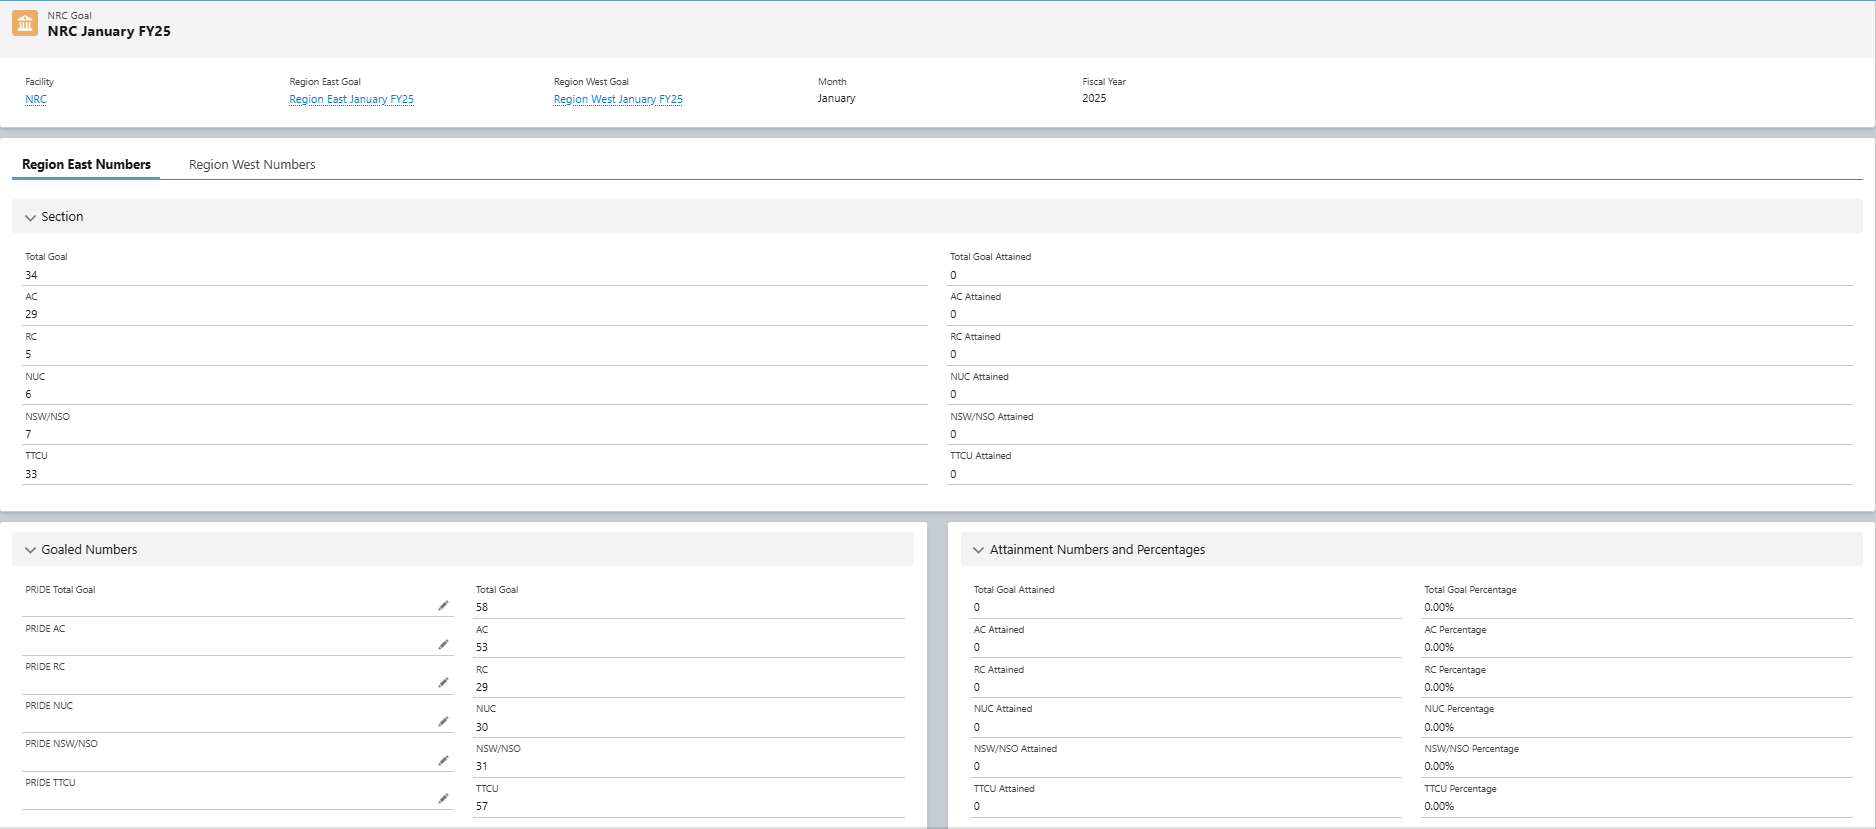 NRC Goal
NRC January FY25
Facility
NRC
Region East Goal
Region East January FY25
Region West Goal
Region West January FY25
Month
January
Fiscal Year
2025
Region East Numbers
Region West Numbers
Section
Total Goal
34
Total Goal Attained
0
AC
29
AC Attained
0
RC
5
RC Attained
0
NUC
6
NUC Attained
0
NSW/NSO
7
NSW/NSO Attained
0
TTCU
33
TTCU Attained
0
Goaled Numbers
PRIDE Total Goal
PRIDE AC
PRIDE RC
PRIDE NUC
PRIDE NSW/NSO
PRIDE TTCU
Total Goal
58
AC
53
RC
29
NUC
30
NSW/NSO
31
TTCU
57
Attainment Numbers and Percentages
Total Goal Attained
0
AC Attained
0
RC Attained
0
NUC Attained
0
NSW/NSO Attained
0
TTCU Attained
0
Total Goal Percentage
0.00%
AC Percentage
0.00%
RC Percentage
0.00%
NUC Percentage
0.00%
NSW/NSO Percentage
0.00%
TTCU Percentage
0.00%